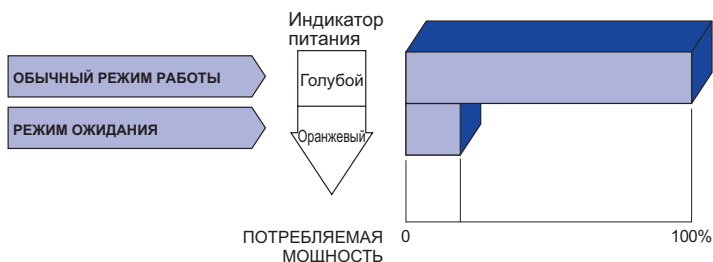 Индикатор
питания
ОБЫЧНЫЙ РЕЖИМ РАБОТЫ
Голубой
РЕЖИМ ОЖИДАНИЯ
Оранжевый
ПОТРЕБЛЯЕМАЯ
МОЩНОСТЬ
0
100%